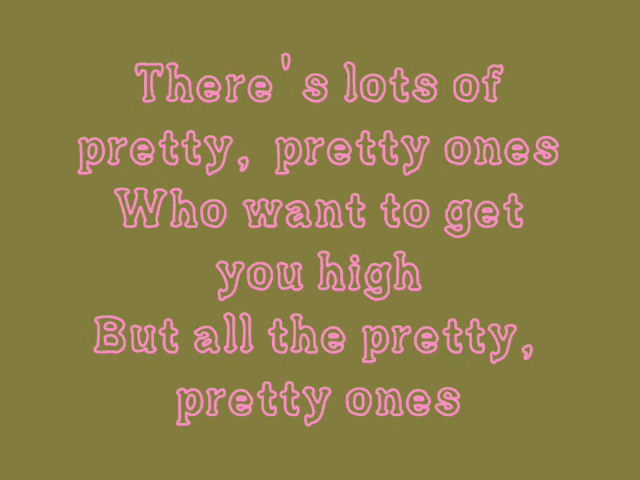 There's lots of
pretty, pretty ones
Who want to get
you high
But all the pretty,
pretty ones